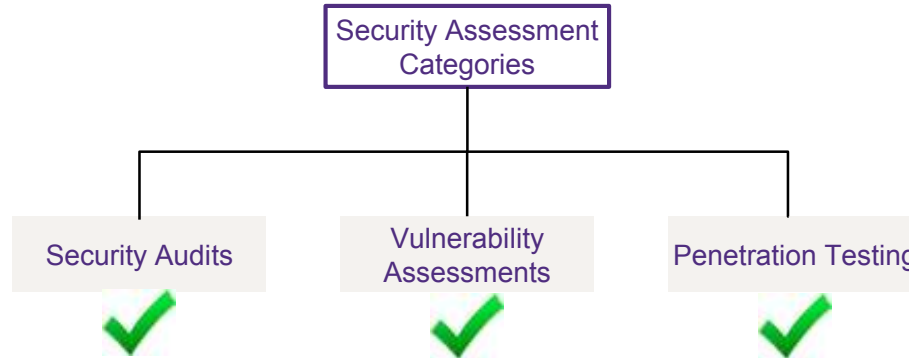 Security Assessment
Categories
Security Audits
Vulnerability
Assessments
Penetration Testing